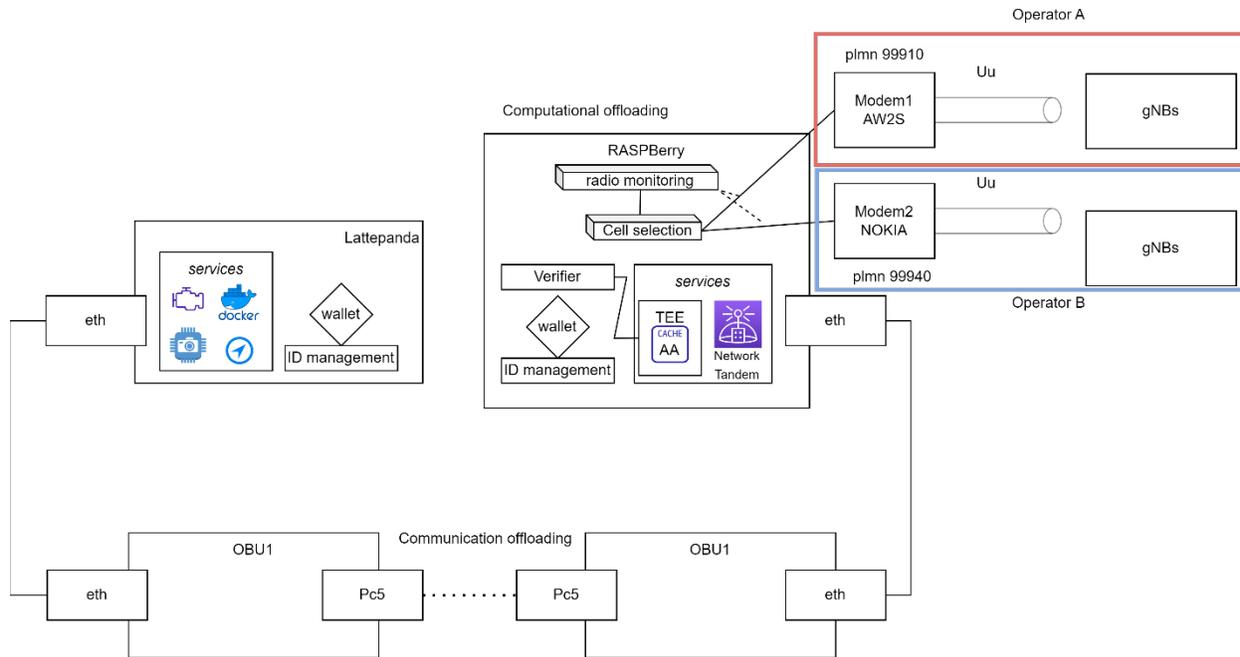 Operator A
plmn 99910
Uu
Modem1
AW2S
gNBs
Computational offloading
RASPBerry
radio monitoring
Cell selection
Uu
Modem2
NOKIA
gNBs
plmn 99940
Operator B
Lattepanda
services
docker
wallet
ID management
eth
Verifier
wallet
ID management
services
TEE
CACHE
AA
Network
Tandem
eth
Communication offloading
OBU1
eth
Pc5
OBU1
Pc5
eth